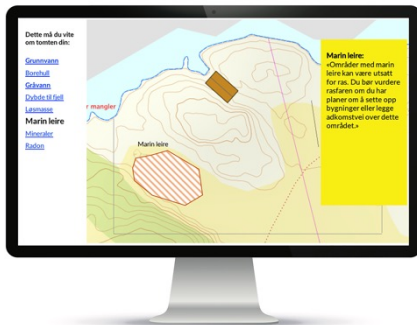 Dette må du vite
om tomten din:
Grunnvann
Borehull
Gråvann
Dybde til fjell
Løsmasse
Marin leire
Mineraler
Radon
r mangler
Marin leire
Marin leire:
«Områder med marin
leire kan være utsatt
for ras. Du bør vurdere
rasfaren om du har
planer om å sette opp
bygninger eller legge
adkomstvei over dette
området.»